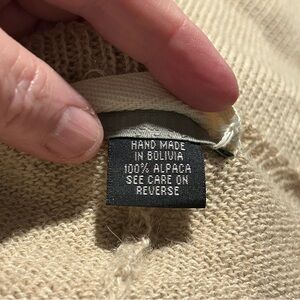 HAND MADE
IN BOLIVIA
100% ALPACA
SEE CARE ON
REVERSE